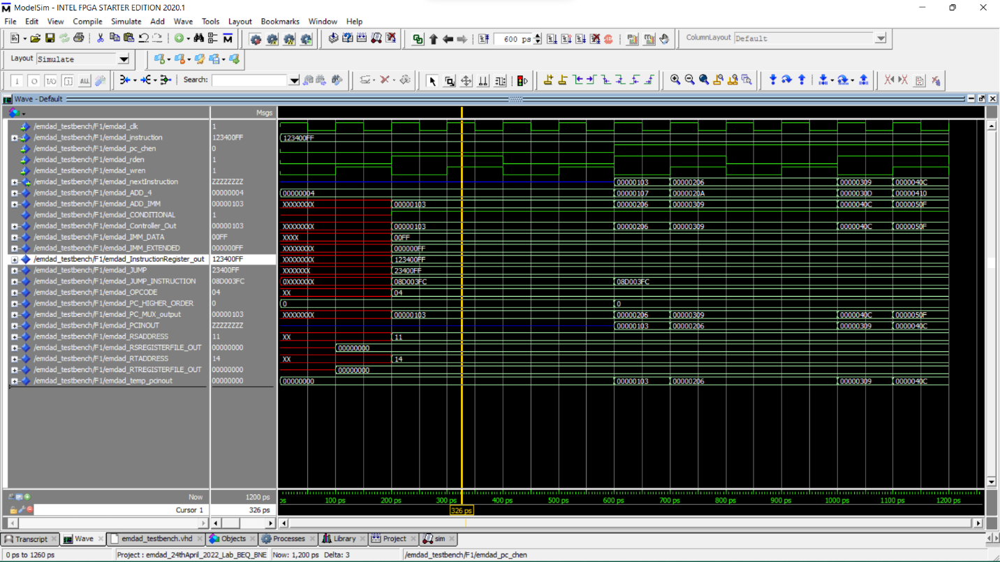 ModelSim - INTEL FPGA STARTER EDITION 2020.1
File Edit View Compile Simulate Add Wave Tools Layout Bookmarks Window Help
600 ps ColumnLayout Default
Layout Simulate
ALL Search:
Wave - Default
Msgs
/emdad_testbench/F1/emdad_clk 1
/emdad_testbench/F1/emdad_instruction 123400FF 123400FF
/emdad_testbench/F1/emdad_pc_chen 0
/emdad_testbench/F1/emdad_rden 1
/emdad_testbench/F1/emdad_wren 1
/emdad_testbench/F1/emdad_nextInstruction ZZZZZZZZ 00000103 00000206 00000309 0000040C
/emdad_testbench/F1/emdad_ADD_4 00000004 00000004 00000107 0000020A 0000030D 00000410
/emdad_testbench/F1/emdad_ADD_IMM 00000103 XXXXXXXX 00000103 00000206 00000309 0000040C 0000050F
/emdad_testbench/F1/emdad_CONDITIONAL 1
/emdad_testbench/F1/emdad_Controller_Out 00000103 XXXXXXXX 00000103 00000206 00000309 0000040C 0000050F
/emdad_testbench/F1/emdad_IMM_DATA 00FF XXXX 00FF
/emdad_testbench/F1/emdad_IMM_EXTENDED 000000FF XXXXXXXX 000000FF
/emdad_testbench/F1/emdad_InstructionRegister_out 123400FF XXXXXXXX 123400FF
/emdad_testbench/F1/emdad_JUMP 23400FF XXXXXXX 23400FF
/emdad_testbench/F1/emdad_JUMP_INSTRUCTION 08D003FC 0XXXXXXX 08D003FC 08D003FC
/emdad_testbench/F1/emdad_OPCODE 04 XX 04
/emdad_testbench/F1/emdad_PC_HIGHER_ORDER 0 0 0
/emdad_testbench/F1/emdad_PC_MUX_output 00000103 XXXXXXXX 00000103 00000206 00000309 0000040C 0000050F
/emdad_testbench/F1/emdad_PCINOUT ZZZZZZZZ 00000103 00000206 00000309 0000040C
/emdad_testbench/F1/emdad_RSADDRESS 11 XX 11
/emdad_testbench/F1/emdad_RSREGISTERFILE_OUT 00000000 00000000
/emdad_testbench/F1/emdad_RTADDRESS 14 XX 14
/emdad_testbench/F1/emdad_RTREGISTERFILE_OUT 00000000 00000000
/emdad_testbench/F1/emdad_temp_pcinout 00000000 00000000 00000103 00000206 00000309 0000040C
Now 1200 ps ps 100 ps 200 ps 300 ps 400 ps 500 ps 600 ps 700 ps 800 ps 900 ps 1000 ps 1100 ps 1200 ps
Cursor 1 326 ps 326 ps
Transcript Wave emdad_testbench.vhd Objects Processes Library Project sim
0 ps to 1260 ps Project : emdad_24thApril_2022_Lab_BEQ_BNE Now: 1,200 ps Delta: 3 /emdad_testbench/F1/emdad_pc_chen